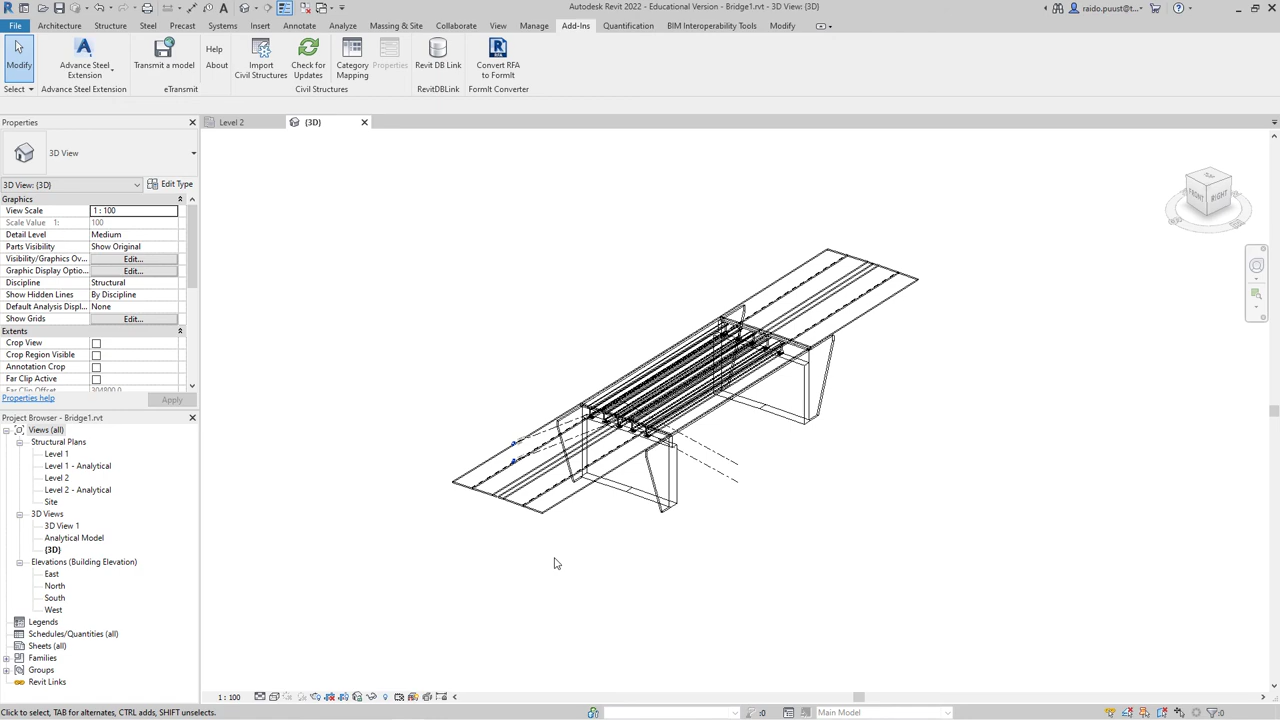 Autodesk Revit 2022 - Educational Version - Bridge1.rvt - 3D View: {3D}
raido.puust@t...
File Architecture Structure Steel Precast Systems Insert Annotate Analyze Massing & Site Collaborate View Manage Add-Ins Quantification BIM Interoperability Tools Modify
Modify
Advance Steel
Extension
Transmit a model
Help
About
Import
Civil Structures
Check for
Updates
Category
Mapping
Properties
Revit DB Link
Convert RFA
to FormIt
Select Advance Steel Extension eTransmit Civil Structures RevitDBLink FormIt Converter
Properties
Level 2
{3D}
3D View
3D View: {3D}
Edit Type
Graphics
View Scale 1 : 100
Scale Value 1: 100
Detail Level Medium
Parts Visibility Show Original
Visibility/Graphics Ov... Edit...
Graphic Display Optio... Edit...
Discipline Structural
Show Hidden Lines By Discipline
Default Analysis Displ... None
Show Grids Edit...
Extents
Crop View
Crop Region Visible
Annotation Crop
Far Clip Active
Far Clip Offset 304800.0
Properties help
Apply
Project Browser - Bridge1.rvt
Views (all)
Structural Plans
Level 1
Level 1 - Analytical
Level 2
Level 2 - Analytical
Site
3D Views
3D View 1
Analytical Model
{3D}
Elevations (Building Elevation)
East
North
South
West
Legends
Schedules/Quantities (all)
Sheets (all)
Families
Groups
Revit Links
FRONT
RIGHT
1 : 100
Click to select, TAB for alternates, CTRL adds, SHIFT unselects.
:0
Main Model
:0